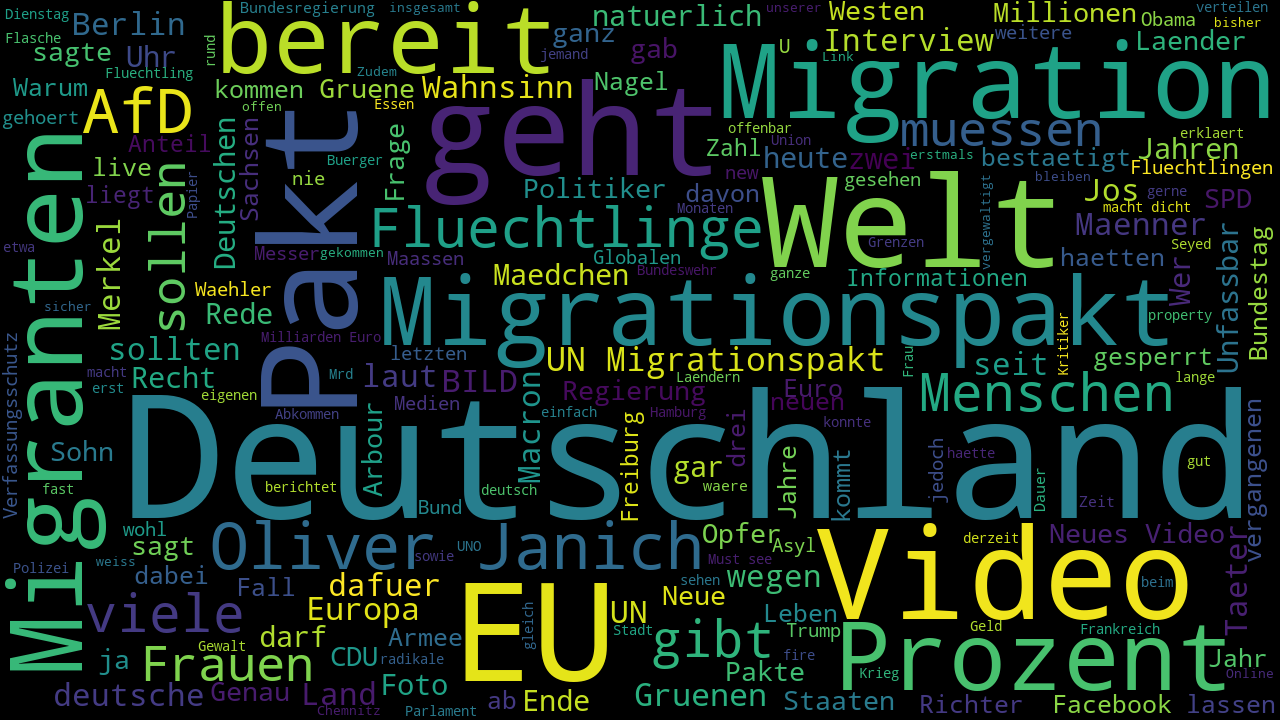 Dienstag
Bundesregierung
insgesamt
unserer
verteilen
Berlin
Flasche
bereit
ganz
natuerlich
Westen
Millionen
Obama
bisher
sagte
Uhr
rund
jemand
gab
U
Interview
weitere
Laender
Link
Fluechtling
Zudem
Migration
Warum
AfD
kommen
Gruene
Wahnsinn
Nagel
geht
gehoert
offen
Essen
Pakt
Anteil
Deutschen
Sachsen
Frage
offenbar
Union
muessen
erklaert
Zahl
heute
zwei
erstmals
bestaetigt
Jahren
Migranten
live
sollen
Buerger
nie
Politiker
davon
new
Welt
gesehen
bleiben
Fluechtlingen
liegt
Papier
Fluechtlinge
Monaten
vergewaltigt
Jos
gerne
macht dicht
SPD
Merkel
Grenzen
Maenner
Seyed
etwa
Messer
gekommen
Maassen
Globalen
haetten
Wer
Unfassbar
Bundestag
Maedchen
Bundeswehr
ganze
Informationen
Waehler
sicher
Rede
Migrationspakt
property
Kritiker
Verfassungsschutz
Milliarden Euro
sollten
letzten
UN Migrationspakt
Frau
seit
gesperrt
macht
erst
Recht
Mrd
laut
BILD
Regierung
Laendern
Euro
neuen
Menschen
lange
eigenen
Abkommen
Medien
Macron
einfach
Hamburg
konnte
Deutschland
Arbour
Freiburg
drei
Sohn
gar
Jahre
kommt
jedoch
haette
gut
vergangenen
fast
berichtet
deutsch
waere
Dauer
Zeit
Bund
wohl
sagt
Oliver Janich
UNO
Opfer
Asyl
Video
derzeit
Neues Video
Polizei
weiss
dabei
sowie
Must see
beim
Taeter
Fall
dafuer
EU
sehen
wegen
viele
Europa
gleich
UN
Neue
Leben
Armee
Stadt
gibt
Trump
Prozent
Geld
Frankreich
ja
Gewalt
darf
CDU
radikale
fire
Frauen
Foto
Pakte
Krieg
Jahr
Online
deutsche
Genau
Land
Chemnitz
Parlament
ab
Ende
Gruenen
Staaten
Richter
Facebook
lassen